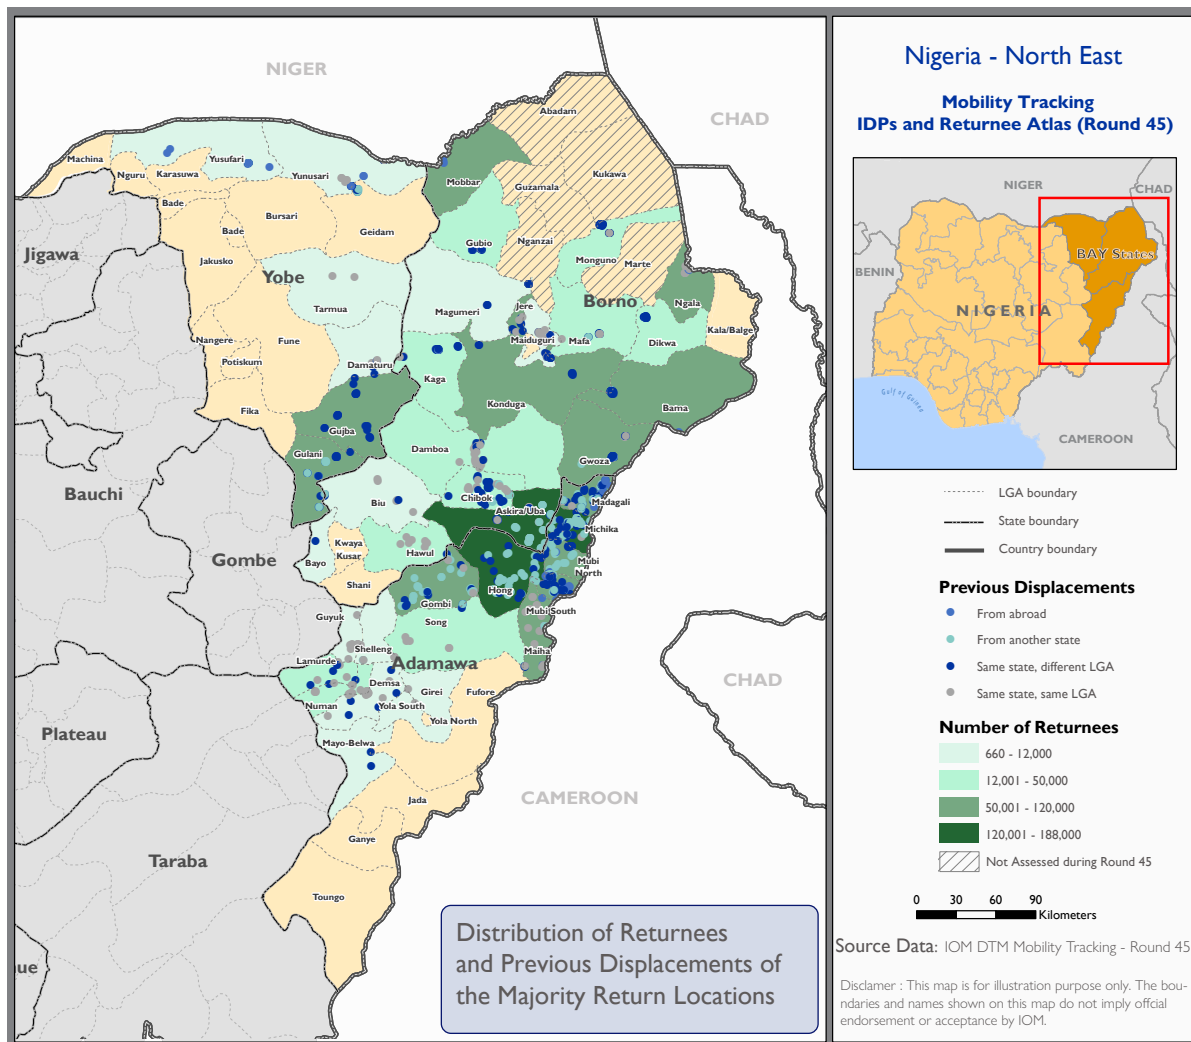 NIGER
CHAD
Abadam
Machina
Yusufari
Nguru
Karasuwa
Yunusari
Mobbar
Kukawa
Guzamala
Bade
Bursari
Bade
Geidam
Gubio
Nganzai
Jigawa
Jakusko
Monguno
Marte
Yobe
Borno
Ngala
Tarmua
Magumeri
Jere
Kala/Balge
Nangere
Fune
Maiduguri
Mafa
Dikwa
Potiskum
Damaturu
Kaga
Fika
Konduga
Bama
Gujba
Gulani
Damboa
Gwoza
Bauchi
Biu
Chibok
Madagali
Askira/Uba
Michika
Gombe
Kwaya
Kusar
Hawul
Bayo
Mubi
North
Shani
Hong
Gombi
Mubi South
Guyuk
Song
Shelleng
Maiha
Lamurde
Adamawa
CHAD
Demsa
Girei
Fufore
Numan
Yola South
Yola North
Plateau
Mayo-Belwa
CAMEROON
Jada
Ganye
Taraba
Toungo
ue
Distribution of Returnees
and Previous Displacements of
the Majority Return Locations
Nigeria - North East
Mobility Tracking
IDPs and Returnee Atlas (Round 45)
NIGER
CHAD
BENIN
BAY States
NIGERIA
Gulf of Guinea
CAMEROON
LGA boundary
State boundary
Country boundary
Previous Displacements
From abroad
From another state
Same state, different LGA
Same state, same LGA
Number of Returnees
660 - 12,000
12,001 - 50,000
50,001 - 120,000
120,001 - 188,000
Not Assessed during Round 45
0 30 60 90
Kilometers
Source Data: IOM DTM Mobility Tracking - Round 45
Disclamer : This map is for illustration purpose only. The bou-
ndaries and names shown on this map do not imply offcial
endorsement or acceptance by IOM.